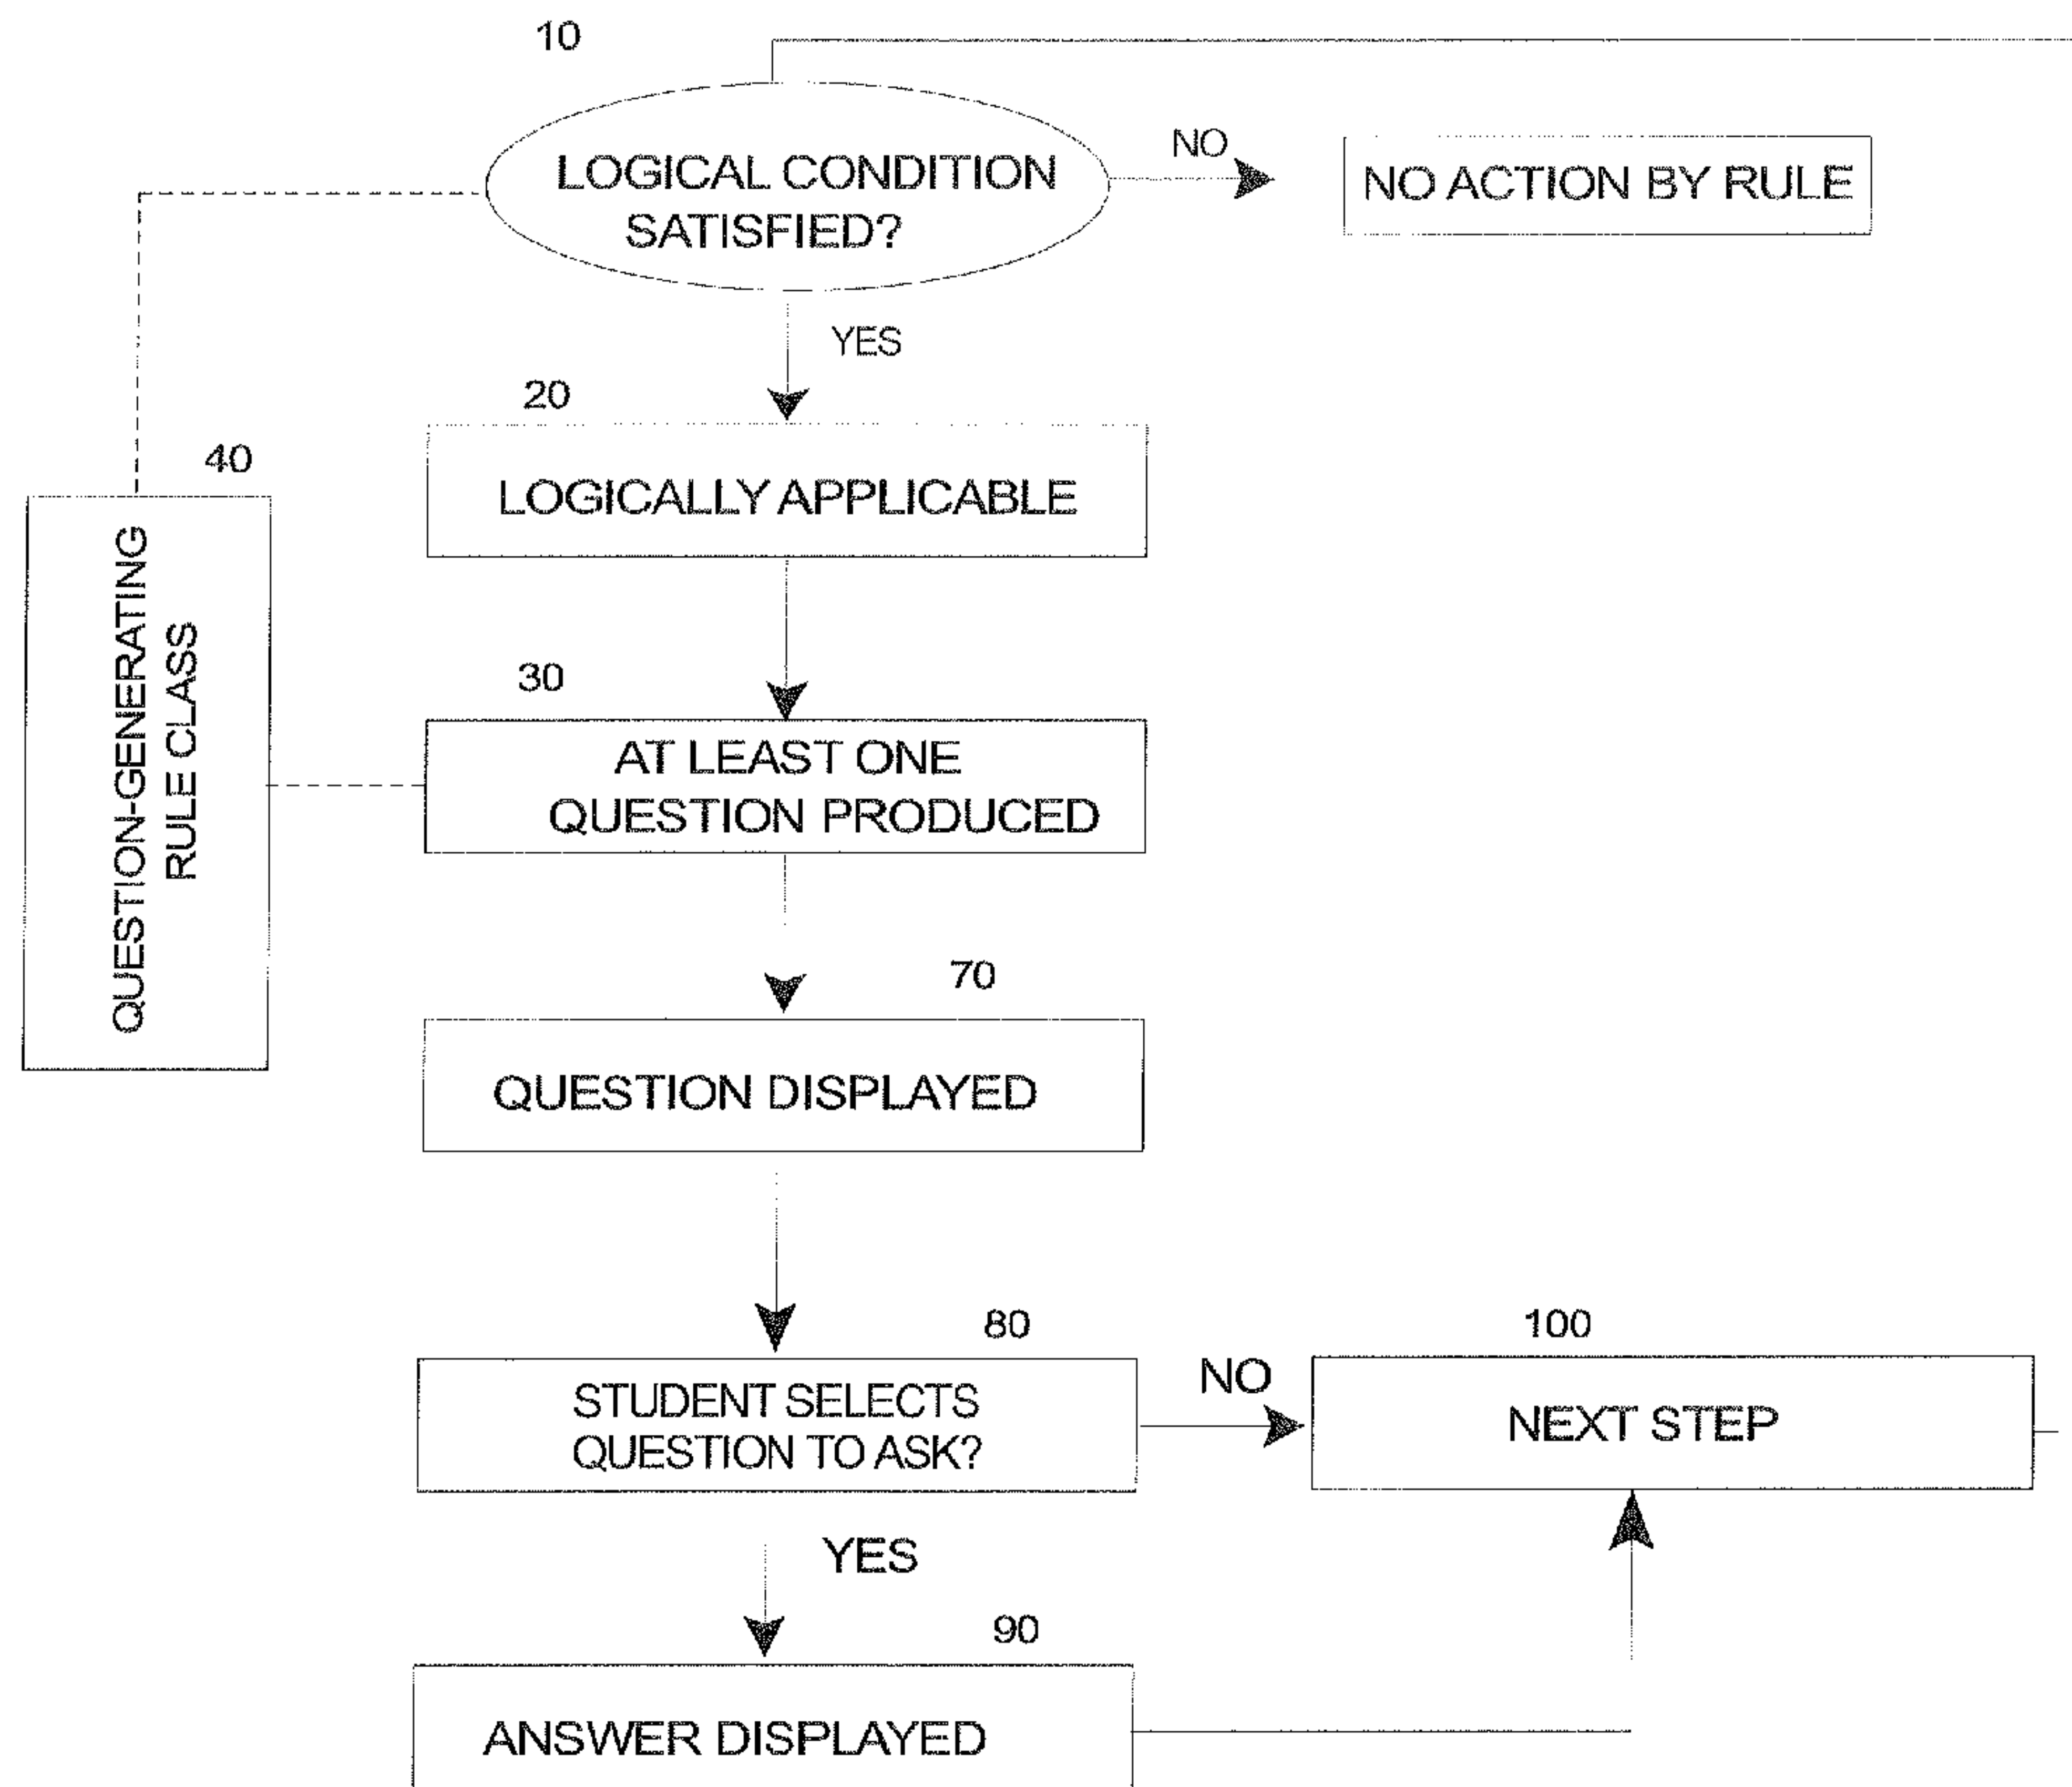 10
LOGICAL CONDITION
SATISFIED?
NO
NO ACTION BY RULE
YES
20
LOGICALLY APPLICABLE
40
QUESTION-GENERATING
RULE CLASS
30
AT LEAST ONE
QUESTION PRODUCED
70
QUESTION DISPLAYED
80
STUDENT SELECTS
QUESTION TO ASK?
NO
100
NEXT STEP
YES
90
ANSWER DISPLAYED